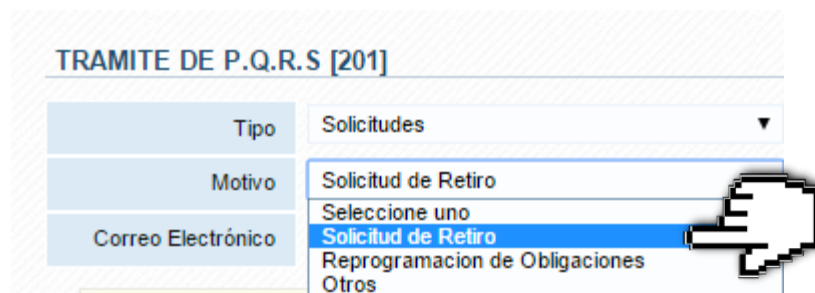 TRAMITE DE P.Q.R.S [201]
Tipo Solicitudes
Motivo Solicitud de Retiro
Seleccione uno
Correo Electrónico Solicitud de Retiro
Reprogramacion de Obligaciones
Otros